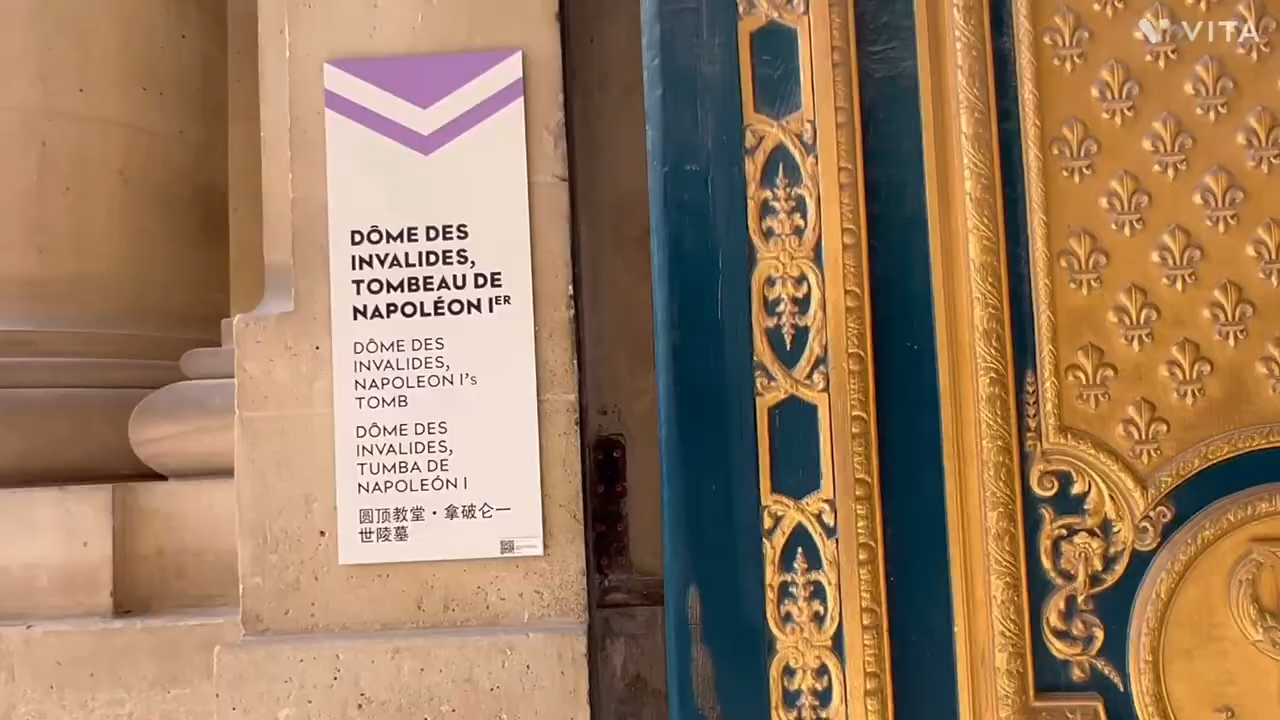 VITA
DÔME DES
INVALIDES,
TOMBEAU DE
NAPOLÉON Iᴱᴿ
DÔME DES
INVALIDES,
NAPOLEON I's
TOMB
DÔME DES
INVALIDES,
TUMBA DE
NAPOLEÓN I
圆顶教堂·拿破仑一
世陵墓